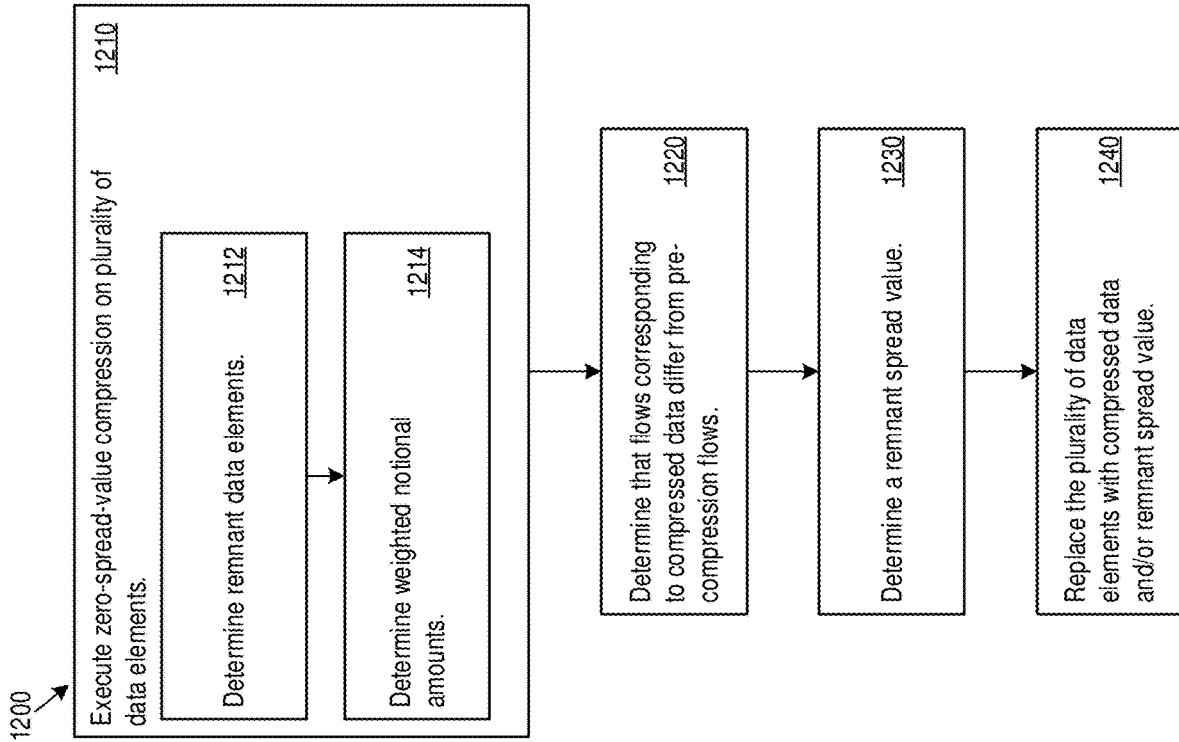 1200
Execute zero-spread-value compression on plurality of
data elements.
1210
Determine remnant data elements.
1212
Determine weighted notional
amounts.
1214
Determine that flows corresponding
to compressed data differ from pre-
compression flows.
1220
Determine a remnant spread value.
1230
Replace the plurality of data
elements with compressed data
and/or remnant spread value.
1240